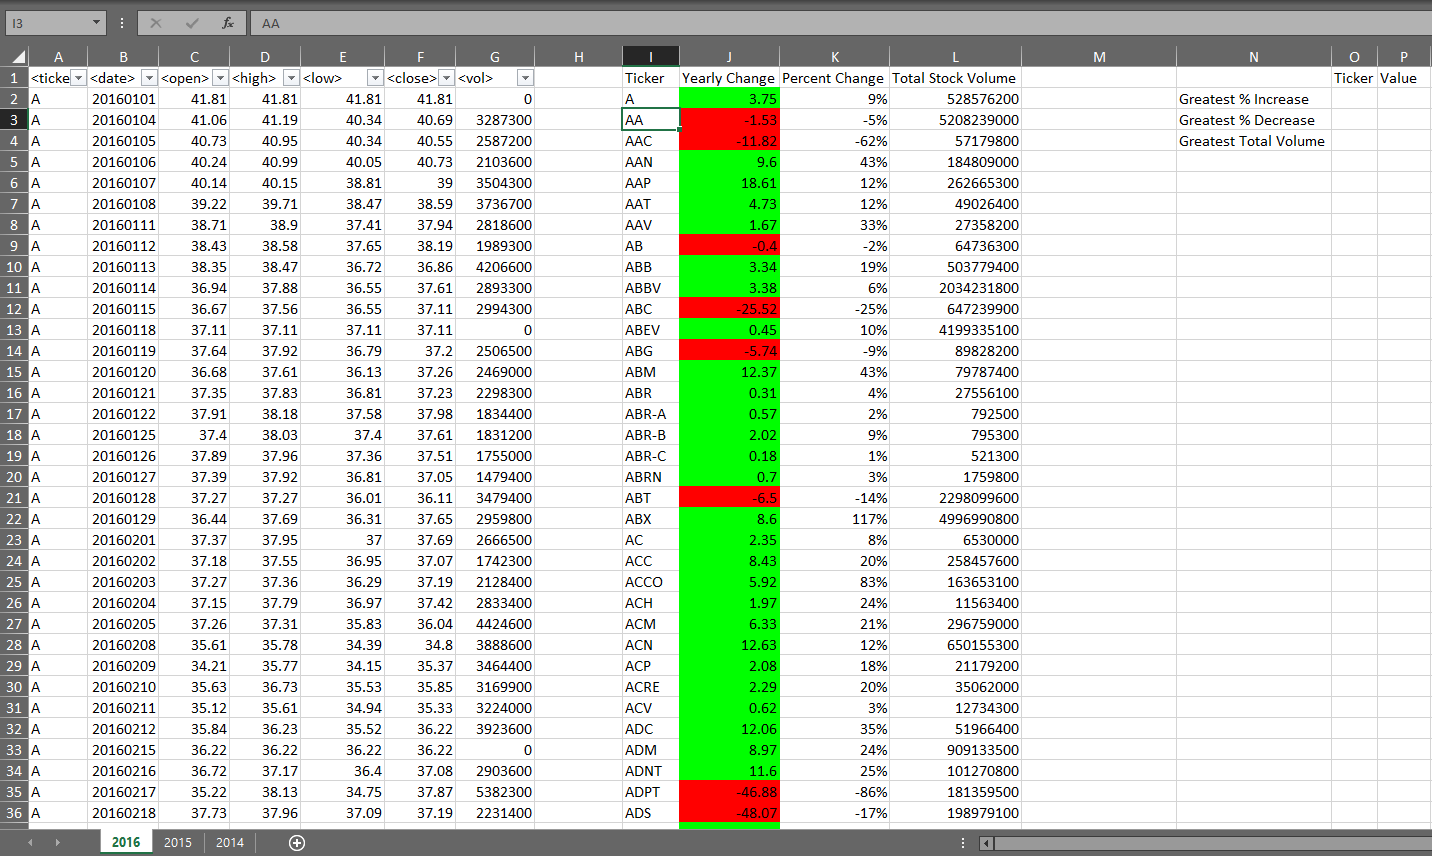 I3 fx AA
A B C D E F G H I J K L M N O P
1 <ticke <date> <open> <high> <low> <close> <vol> Ticker Yearly Change Percent Change Total Stock Volume Ticker Value
2 A 20160101 41.81 41.81 41.81 41.81 0 A 3.75 9% 528576200 Greatest % Increase
3 A 20160104 41.06 41.19 40.34 40.69 3287300 AA -1.53 -5% 5208239000 Greatest % Decrease
4 A 20160105 40.73 40.95 40.34 40.55 2587200 AAC -11.82 -62% 57179800 Greatest Total Volume
5 A 20160106 40.24 40.99 40.05 40.73 2103600 AAN 9.6 43% 184809000
6 A 20160107 40.14 40.15 38.81 39 3504300 AAP 18.61 12% 262665300
7 A 20160108 39.22 39.71 38.47 38.59 3736700 AAT 4.73 12% 49026400
8 A 20160111 38.71 38.9 37.41 37.94 2818600 AAV 1.67 33% 27358200
9 A 20160112 38.43 38.58 37.65 38.19 1989300 AB -0.4 -2% 64736300
10 A 20160113 38.35 38.47 36.72 36.86 4206600 ABB 3.34 19% 503779400
11 A 20160114 36.94 37.88 36.55 37.61 2893300 ABBV 3.38 6% 2034231800
12 A 20160115 36.67 37.56 36.55 37.11 2994300 ABC -25.52 -25% 647239900
13 A 20160118 37.11 37.11 37.11 37.11 0 ABEV 0.45 10% 4199335100
14 A 20160119 37.64 37.92 36.79 37.2 2506500 ABG -5.74 -9% 89828200
15 A 20160120 36.68 37.61 36.13 37.26 2469000 ABM 12.37 43% 79787400
16 A 20160121 37.35 37.83 36.81 37.23 2298300 ABR 0.31 4% 27556100
17 A 20160122 37.91 38.18 37.58 37.98 1834400 ABR-A 0.57 2% 792500
18 A 20160125 37.4 38.03 37.4 37.61 1831200 ABR-B 2.02 9% 795300
19 A 20160126 37.89 37.96 37.36 37.51 1755000 ABR-C 0.18 1% 521300
20 A 20160127 37.39 37.92 36.81 37.05 1479400 ABRN 0.7 3% 1759800
21 A 20160128 37.27 37.27 36.01 36.11 3479400 ABT -6.5 -14% 2298099600
22 A 20160129 36.44 37.69 36.31 37.65 2959800 ABX 8.6 117% 4996990800
23 A 20160201 37.37 37.95 37 37.69 2666500 AC 2.35 8% 6530000
24 A 20160202 37.18 37.55 36.95 37.07 1742300 ACC 8.43 20% 258457600
25 A 20160203 37.27 37.36 36.29 37.19 2128400 ACCO 5.92 83% 163653100
26 A 20160204 37.15 37.79 36.97 37.42 2833400 ACH 1.97 24% 11563400
27 A 20160205 37.26 37.31 35.83 36.04 4424600 ACM 6.33 21% 296759000
28 A 20160208 35.61 35.78 34.39 34.8 3888600 ACN 12.63 12% 650155300
29 A 20160209 34.21 35.77 34.15 35.37 3464400 ACP 2.08 18% 21179200
30 A 20160210 35.63 36.73 35.53 35.85 3169900 ACRE 2.29 20% 35062000
31 A 20160211 35.12 35.61 34.94 35.33 3224000 ACV 0.62 3% 12734300
32 A 20160212 35.84 36.23 35.52 36.22 3923600 ADC 12.06 35% 51966400
33 A 20160215 36.22 36.22 36.22 36.22 0 ADM 8.97 24% 909133500
34 A 20160216 36.72 37.17 36.4 37.08 2903600 ADNT 11.6 25% 101270800
35 A 20160217 35.22 38.13 34.75 37.87 5382300 ADPT -46.88 -86% 181359500
36 A 20160218 37.73 37.96 37.09 37.19 2231400 ADS -48.07 -17% 198979100
2016 2015 2014